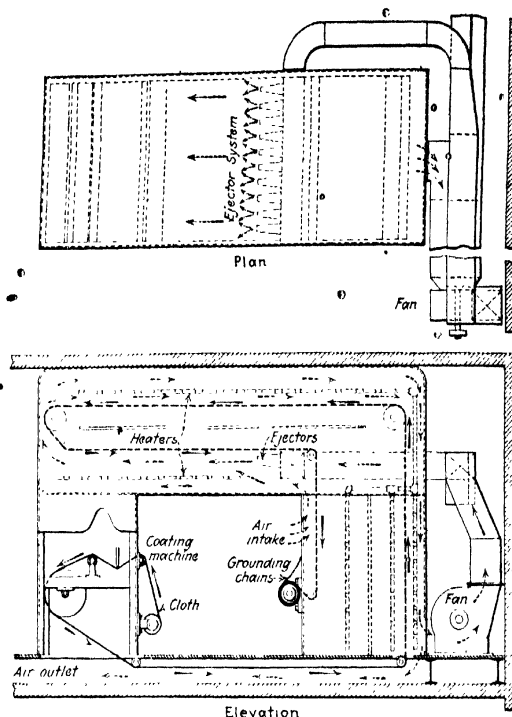 Ejector System
Plan
Fan
Heaters
Ejectors
Air
intake
Coating
machine
Grounding
chains
Cloth
Fan
Air outlet
Elevation